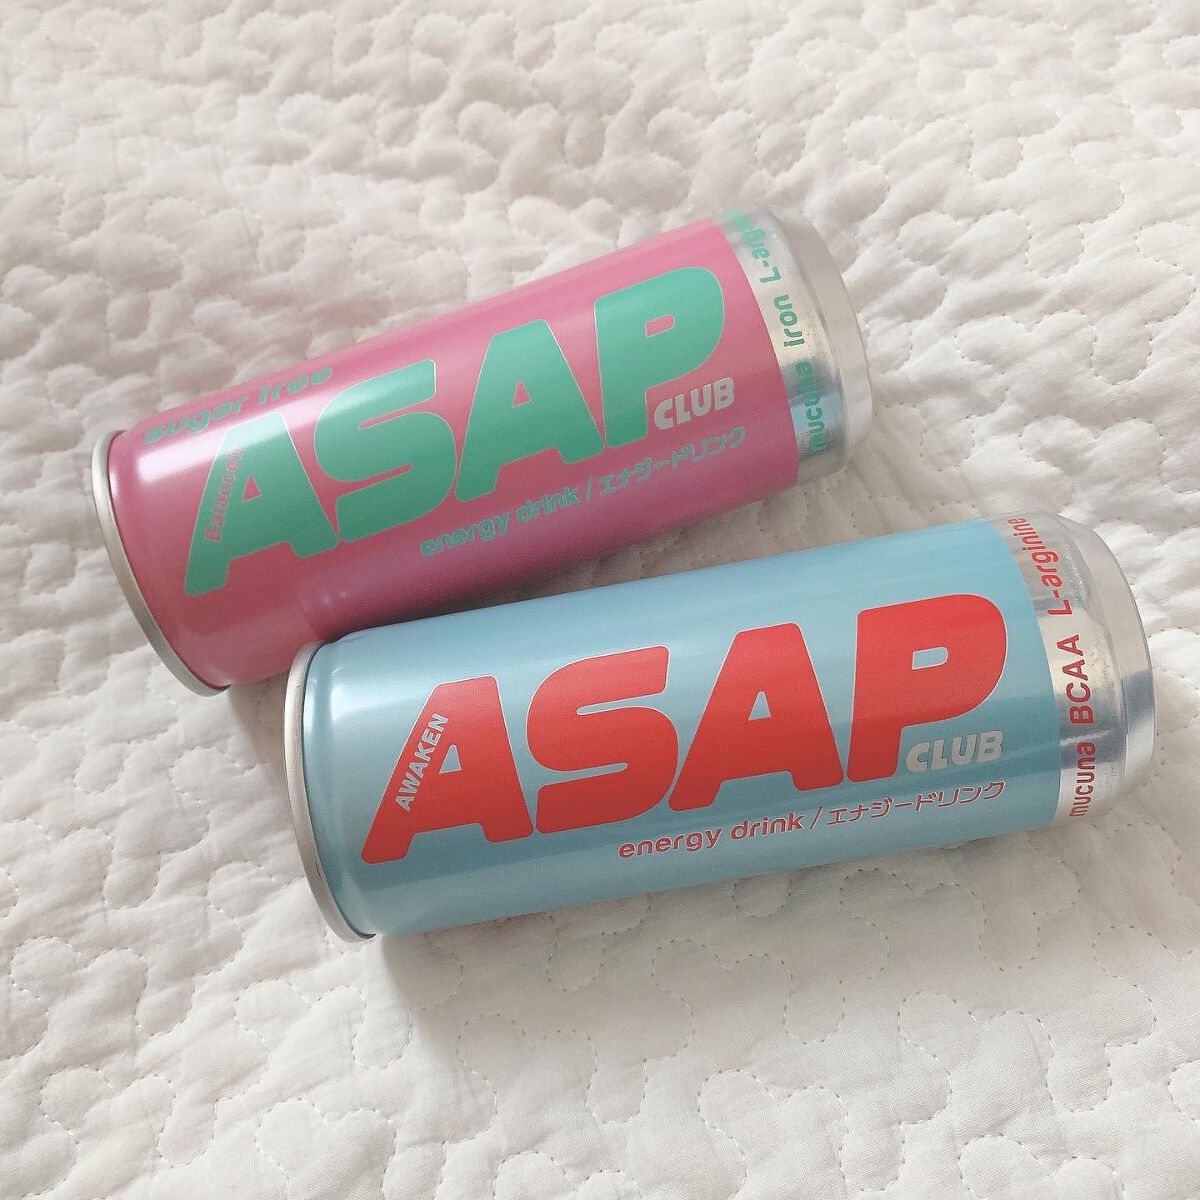 sugar free
Balanced
ASAP
CLUB
energy drink / エナジードリンク
mucuna iron
AWAKEN
ASAP
CLUB
energy drink / エナジードリンク
mucuna BCAA L-arginine